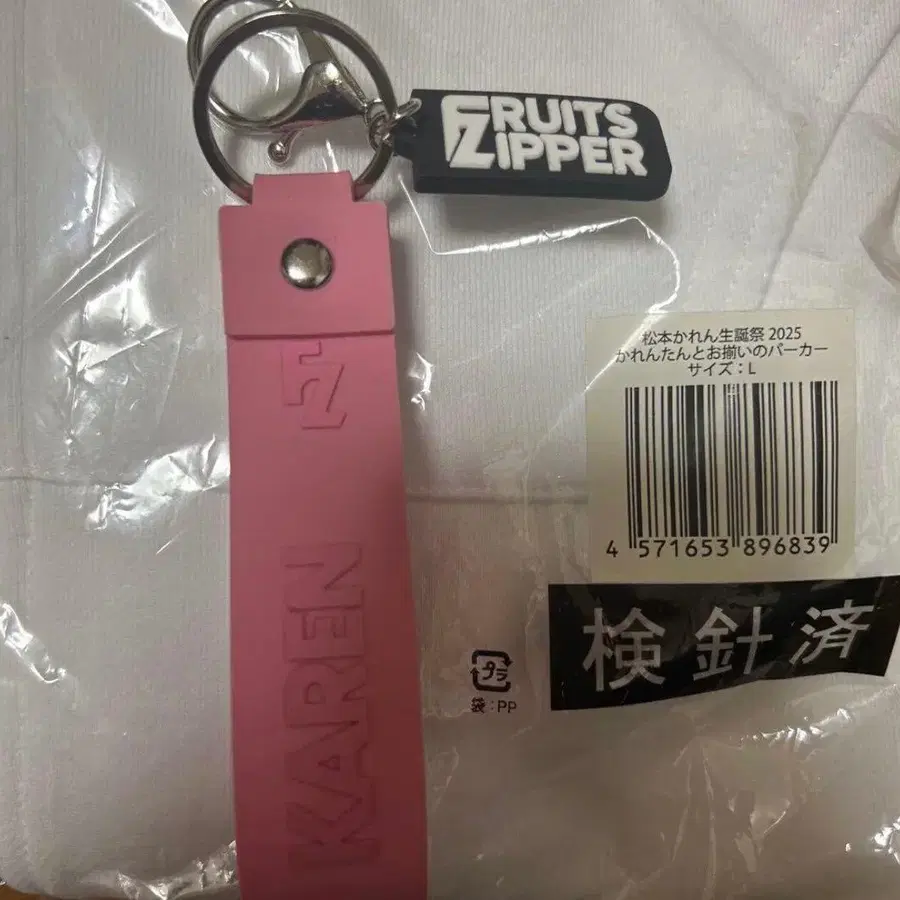 FRUITS
ZIPPER
松本かれん生誕祭 2025
かれんたんとお揃いのパーカー
サイズ：L
4 571653 896839
検針済
プラ
袋：PP
KAREN